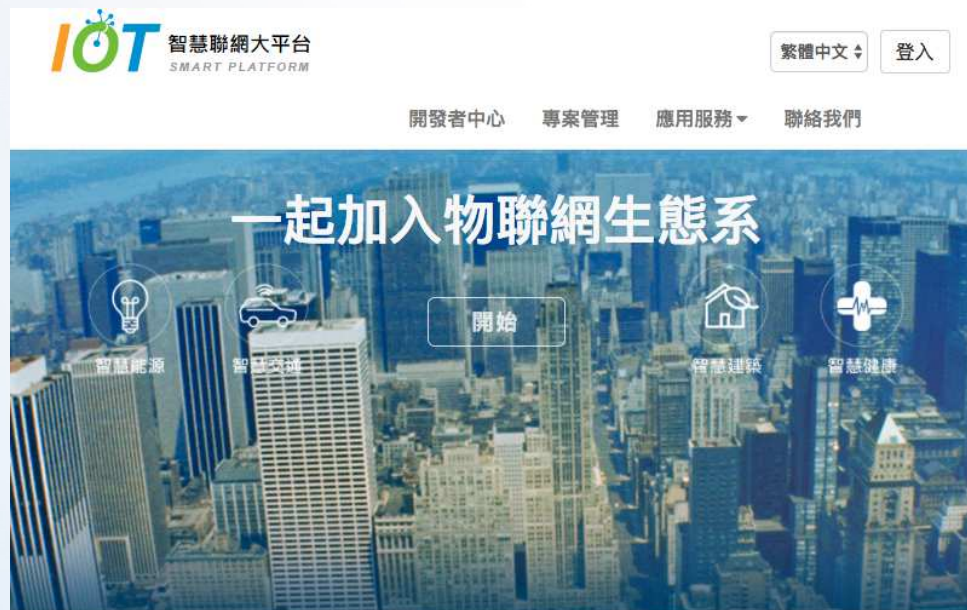 IOT 智慧聯網大平台
SMART PLATFORM
繁體中文
登入
開發者中心 專案管理 應用服務 聯絡我們
一起加入物聯網生態系
開始
智慧能源 智慧交通 智慧建築 智慧健康